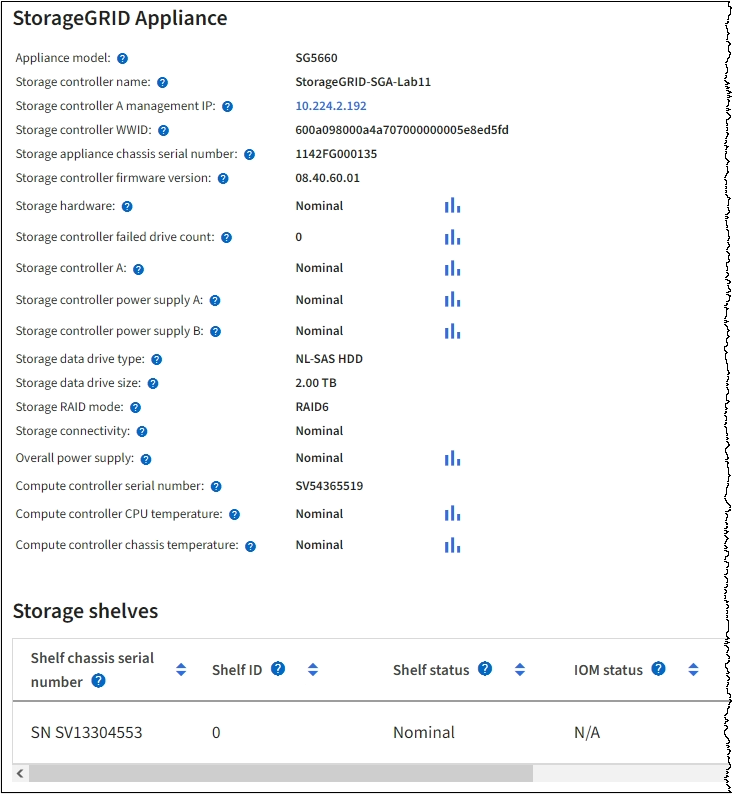 StorageGRID Appliance
Appliance model: ?
SG5660
Storage controller name: ?
StorageGRID-SGA-Lab11
Storage controller A management IP: ?
10.224.2.192
Storage controller WWID: ?
600a098000a4a707000000005e8ed5fd
Storage appliance chassis serial number: ?
1142FG000135
Storage controller firmware version: ?
08.40.60.01
Storage hardware: ?
Nominal
Storage controller failed drive count: ?
0
Storage controller A: ?
Nominal
Storage controller power supply A: ?
Nominal
Storage controller power supply B: ?
Nominal
Storage data drive type: ?
NL-SAS HDD
Storage data drive size: ?
2.00 TB
Storage RAID mode: ?
RAID6
Storage connectivity: ?
Nominal
Overall power supply: ?
Nominal
Compute controller serial number: ?
SV54365519
Compute controller CPU temperature: ?
Nominal
Compute controller chassis temperature: ?
Nominal
Storage shelves
Shelf chassis serial
number ?
Shelf ID ?
Shelf status ?
IOM status ?
SN SV13304553
0
Nominal
N/A